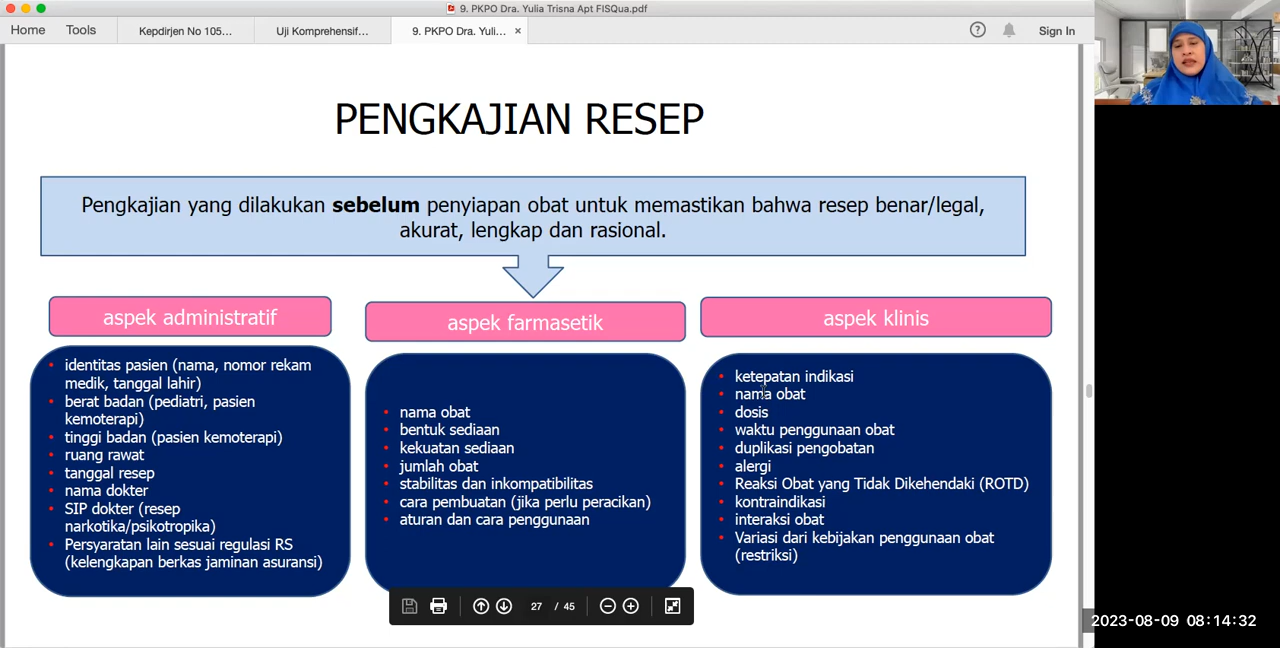 9. PKPO Dra. Yulia Trisna Apt FISQua.pdf
Home
Tools
Kepdirjen No 105...
Uji Komprehensif...
9. PKPO Dra. Yuli... ×
Sign In
PENGKAJIAN RESEP
Pengkajian yang dilakukan sebelum penyiapan obat untuk memastikan bahwa resep benar/legal,
akurat, lengkap dan rasional.
aspek administratif
• identitas pasien (nama, nomor rekam
medik, tanggal lahir)
• berat badan (pediatri, pasien
kemoterapi)
• tinggi badan (pasien kemoterapi)
• ruang rawat
• tanggal resep
• nama dokter
• SIP dokter (resep
narkotika/psikotropika)
• Persyaratan lain sesuai regulasi RS
(kelengkapan berkas jaminan asuransi)
aspek farmasetik
• nama obat
• bentuk sediaan
• kekuatan sediaan
• jumlah obat
• stabilitas dan inkompatibilitas
• cara pembuatan (jika perlu peracikan)
• aturan dan cara penggunaan
aspek klinis
• ketepatan indikasi
• nama obat
• dosis
• waktu penggunaan obat
• duplikasi pengobatan
• alergi
• Reaksi Obat yang Tidak Dikehendaki (ROTD)
• kontraindikasi
• interaksi obat
• Variasi dari kebijakan penggunaan obat
(restriksi)
27 / 45
2023-08-09 08:14:32